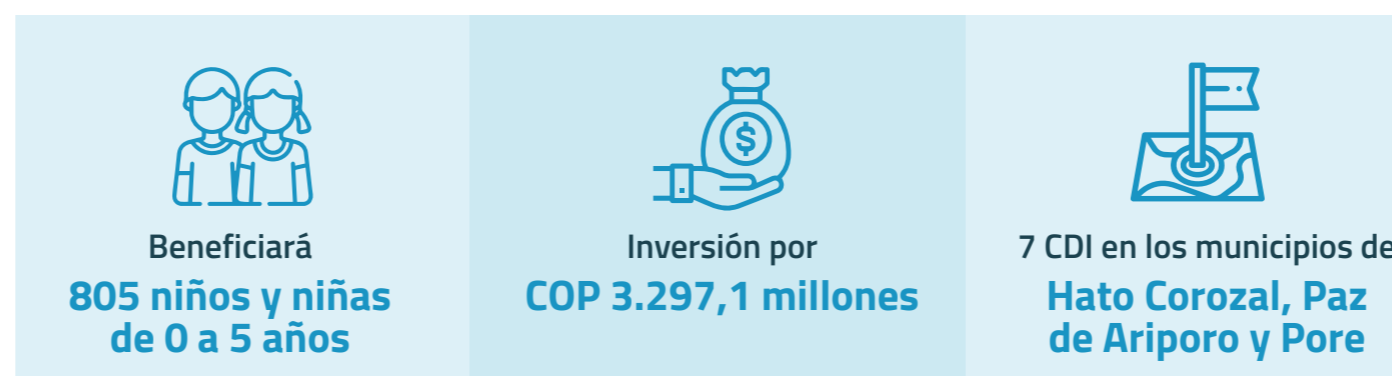 Beneficiará
805 niños y niñas
de 0 a 5 años
$
Inversión por
COP 3.297,1 millones
7 CDI en los municipios de
Hato Corozal, Paz
de Ariporo y Pore